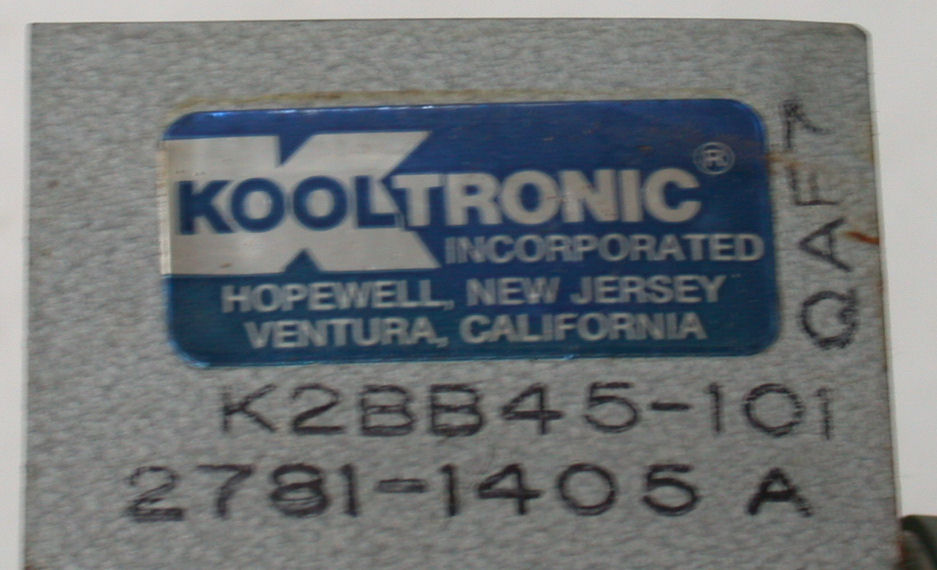 KOOLTRONIC ®
INCORPORATED
HOPEWELL, NEW JERSEY
VENTURA, CALIFORNIA
K2BB45-101
2781-1405 A
QAF7